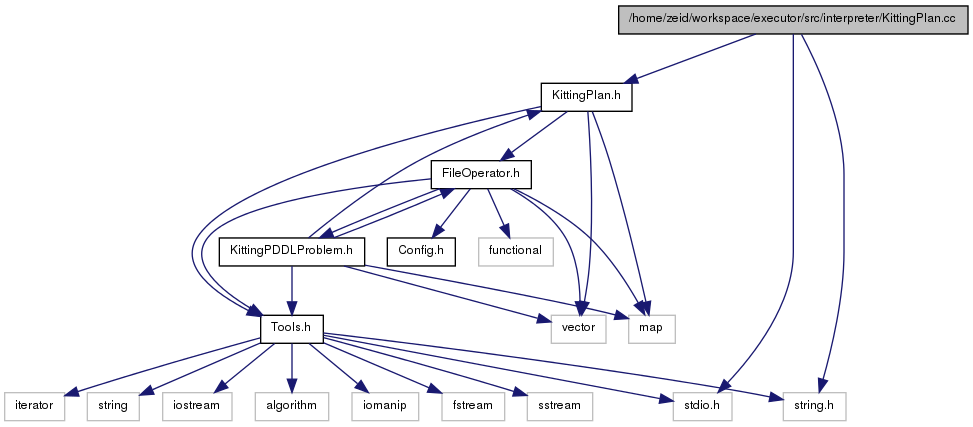 /home/zeid/workspace/executor/src/interpreter/KittingPlan.cc
KittingPlan.h
FileOperator.h
KittingPDDLProblem.h
Config.h
functional
Tools.h
vector
map
iterator
string
iostream
algorithm
iomanip
fstream
sstream
stdio.h
string.h